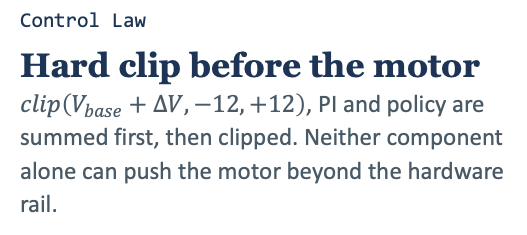 Control Law
Hard clip before the motor
clip(V_base + ΔV, −12, +12), PI and policy are
summed first, then clipped. Neither component
alone can push the motor beyond the hardware
rail.